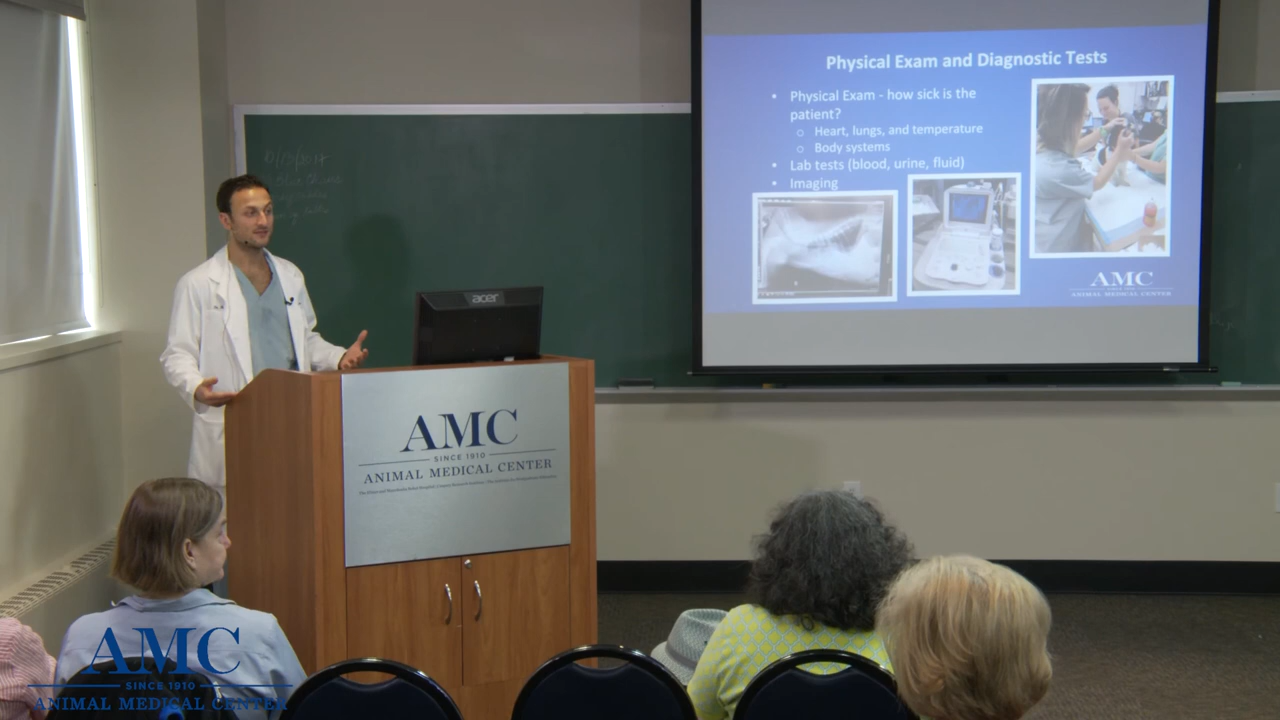 Physical Exam and Diagnostic Tests
• Physical Exam - how sick is the
patient?
○ Heart, lungs, and temperature
○ Body systems
• Lab tests (blood, urine, fluid)
• Imaging
AMC
SINCE 1910
ANIMAL MEDICAL CENTER
acer
AMC
SINCE 1910
ANIMAL MEDICAL CENTER
AMC
SINCE 1910
ANIMAL MEDICAL CENTER